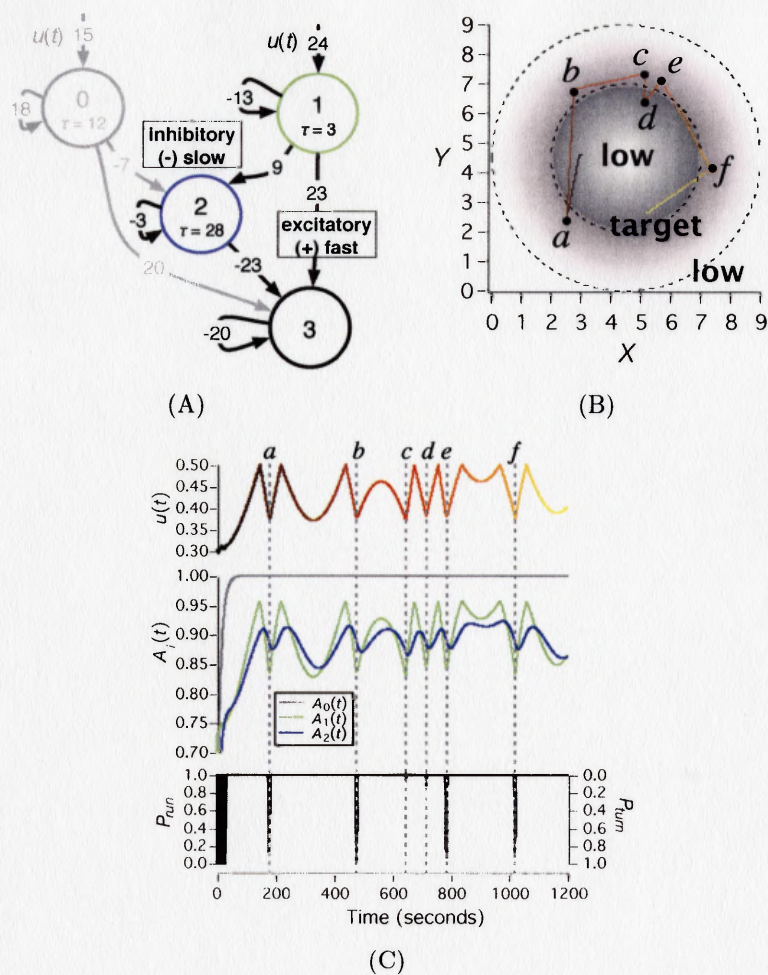 u(t) 15
0
τ = 12
18
u(t) 24
1
τ = 3
-13
inhibitory
(-) slow
-7
9
23
2
τ = 28
-3
excitatory
(+) fast
-23
20
3
-20
(A)
9
8
7
6
5
4
3
2
1
0
Y
0 1 2 3 4 5 6 7 8 9
X
a
b
c
d
e
f
low
target
low
(B)
a b c d e f
u(t)
0.50
0.45
0.40
0.35
0.30
Ai(t)
1.00
0.95
0.90
0.85
0.80
0.75
0.70
A0(t)
A1(t)
A2(t)
Prun
1.0
0.8
0.6
0.4
0.2
0.0
0.0
0.2
0.4
0.6
0.8
1.0
Pturn
0 200 400 600 800 1000 1200
Time (seconds)
(C)